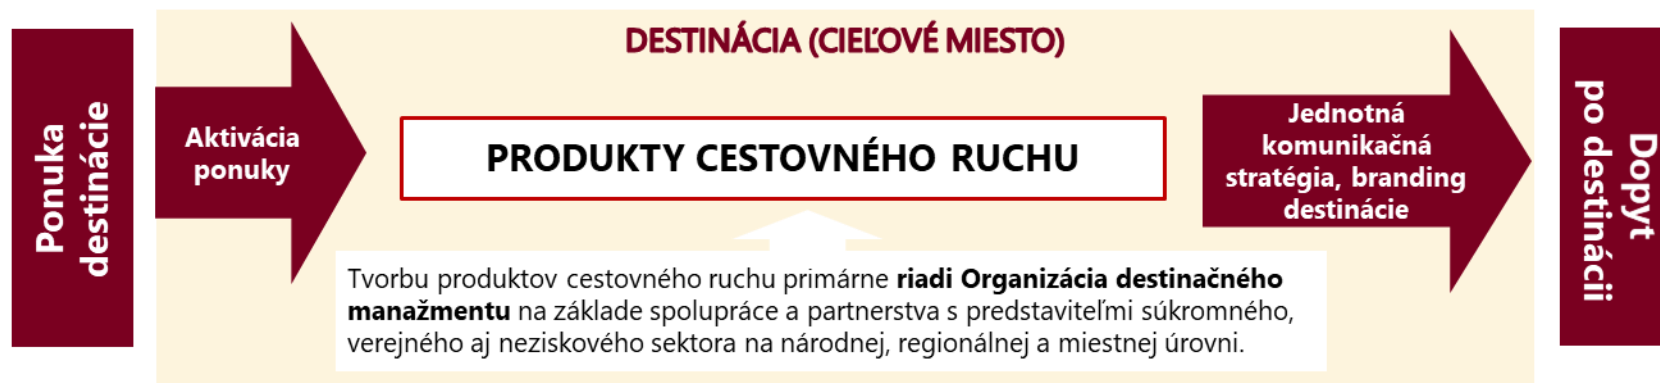 DESTINÁCIA (CIEĽOVÉ MIESTO)
Ponuka
destinácie
Aktivácia
ponuky
PRODUKTY CESTOVNÉHO RUCHU
Jednotná
komunikačná
stratégia, branding
destinácie
Dopyt
po destinácii
Tvorbu produktov cestovného ruchu primárne riadi Organizácia destinačného
manažmentu na základe spolupráce a partnerstva s predstaviteľmi súkromného,
verejného aj neziskového sektora na národnej, regionálnej a miestnej úrovni.